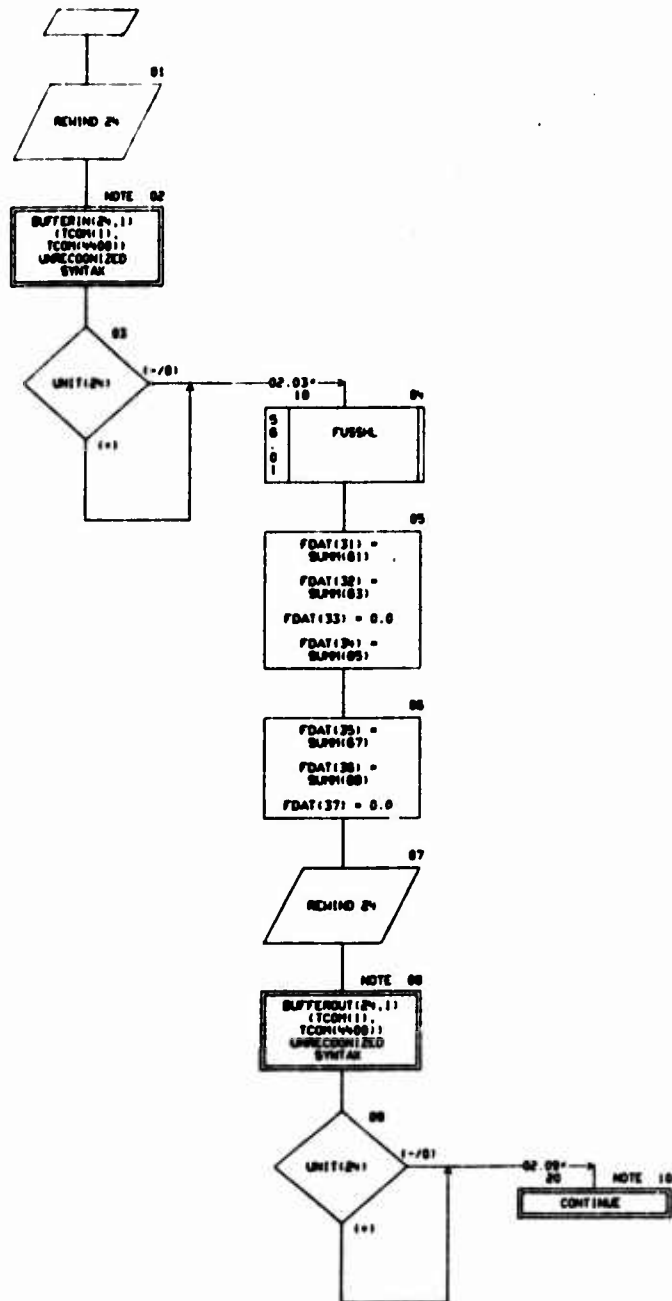 01
REWIND 24
NOTE 02
BUFFERIN(24,1)
(TCOM(1),
TCOM(4400))
UNRECOGNIZED
SYNTAX
03
(-/0)
UNIT(24)
(+)
02.03*
10
04
56.01
FUSSHL
05
FDAT(31) =
SUMM(61)
FDAT(32) =
SUMM(63)
FDAT(33) = 0.0
FDAT(34) =
SUMM(65)
06
FDAT(35) =
SUMM(67)
FDAT(36) =
FDAT(37) = 0.0
07
REWIND 24
NOTE 08
BUFFEROUT(24,1)
(TCOM(1),
TCOM(4400))
UNRECOGNIZED
SYNTAX
09
(-/0)
UNIT(24)
(+)
02.09*
20
NOTE 10
CONTINUE